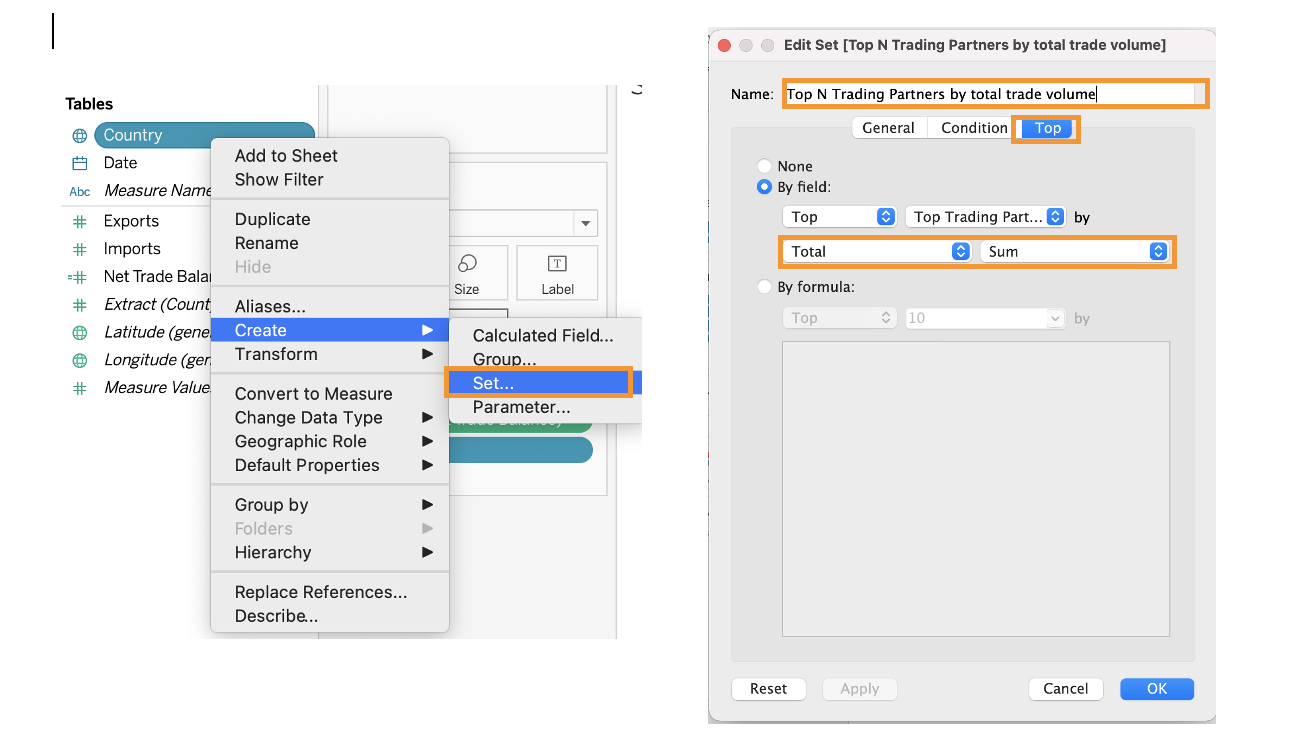 Tables
Country
Date
Abc Measure Name
Exports
Imports
Net Trade Bala
Extract (Count
Latitude (gene
Longitude (ger
Measure Value
Add to Sheet
Show Filter
Duplicate
Rename
Hide
Aliases...
Create
Transform
Convert to Measure
Change Data Type
Geographic Role
Default Properties
Group by
Folders
Hierarchy
Replace References...
Describe...
Size
Label
Calculated Field...
Group...
Set...
Parameter...
Edit Set [Top N Trading Partners by total trade volume]
Name: Top N Trading Partners by total trade volume
General Condition Top
None
By field:
Top Top Trading Part... by
Total Sum
By formula:
Top 10 by
Reset Apply Cancel OK